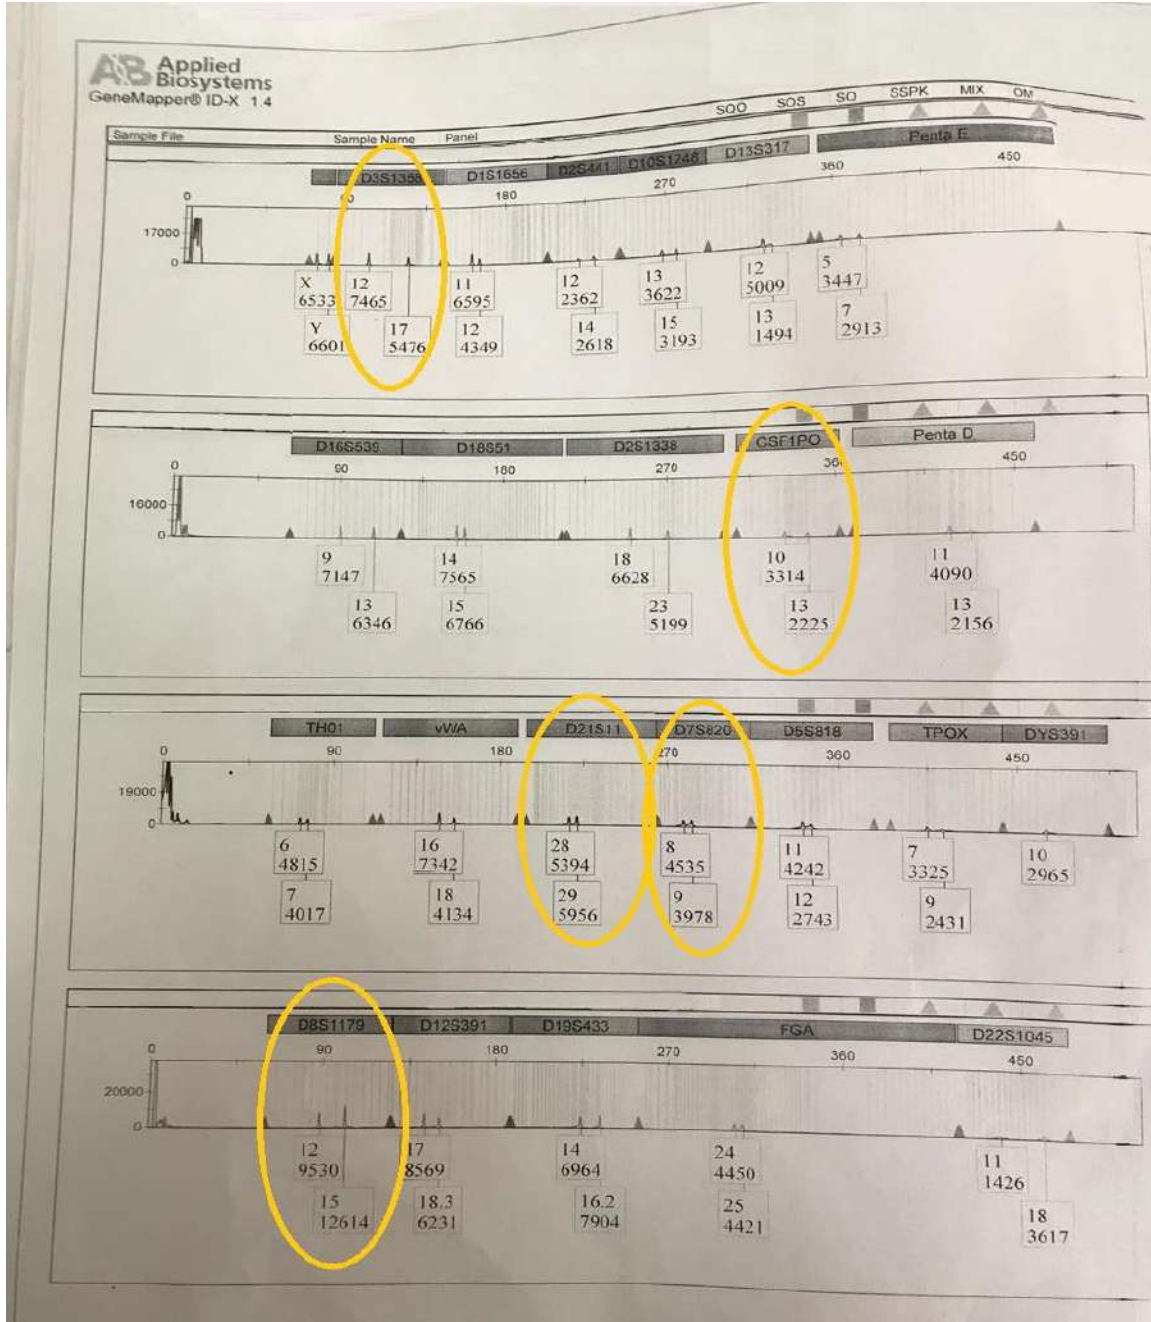 AB Applied
Biosystems
GeneMapper® ID-X 1.4
SQO SOS SQ SSPK MIX OM
Sample File Sample Name Panel
D3S1358 D1S1656 D2S441 D10S1248 D13S317 Penta E
0 90 180 270 360 450
17000
0
X 12 11 12 13 12 5
6533 7465 6595 2362 3622 5009 3447
Y 17 12 14 15 13 7
6601 5476 4349 2618 3193 1494 2913
D16S539 D18S51 D2S1338 CSF1PO Penta D
0 90 180 270 360 450
16000
0
9 14 18 10 11
7147 7565 6628 3314 4090
13 15 23 13 13
6346 6766 5199 2225 2156
TH01 vWA D21S11 D7S820 D5S818 TPOX DYS391
0 90 180 270 360 450
19000
0
6 16 28 8 11 7 10
4815 7342 5394 4535 4242 3325 2965
7 18 29 9 12 9
4017 4134 5956 3978 2743 2431
D8S1179 D12S391 D19S433 FGA D22S1045
0 90 180 270 360 450
20000
0
12 17 14 24 11
9530 8569 6964 4450 1426
15 18.3 16.2 25 18
12614 6231 7904 4421 3617